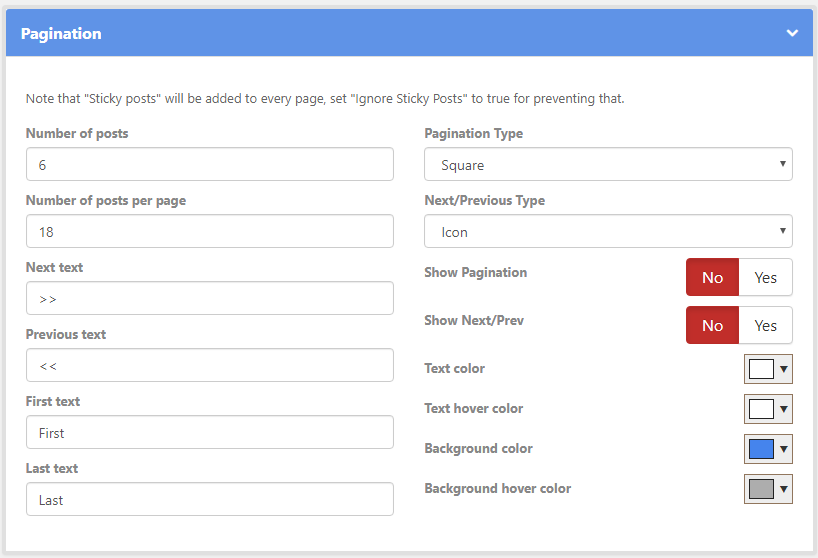 Pagination
Note that "Sticky posts" will be added to every page, set "Ignore Sticky Posts" to true for preventing that.
Number of posts
6
Number of posts per page
18
Next text
>>
Previous text
<<
First text
First
Last text
Last
Pagination Type
Square
Next/Previous Type
Icon
Show Pagination
No Yes
Show Next/Prev
No Yes
Text color
Text hover color
Background color
Background hover color